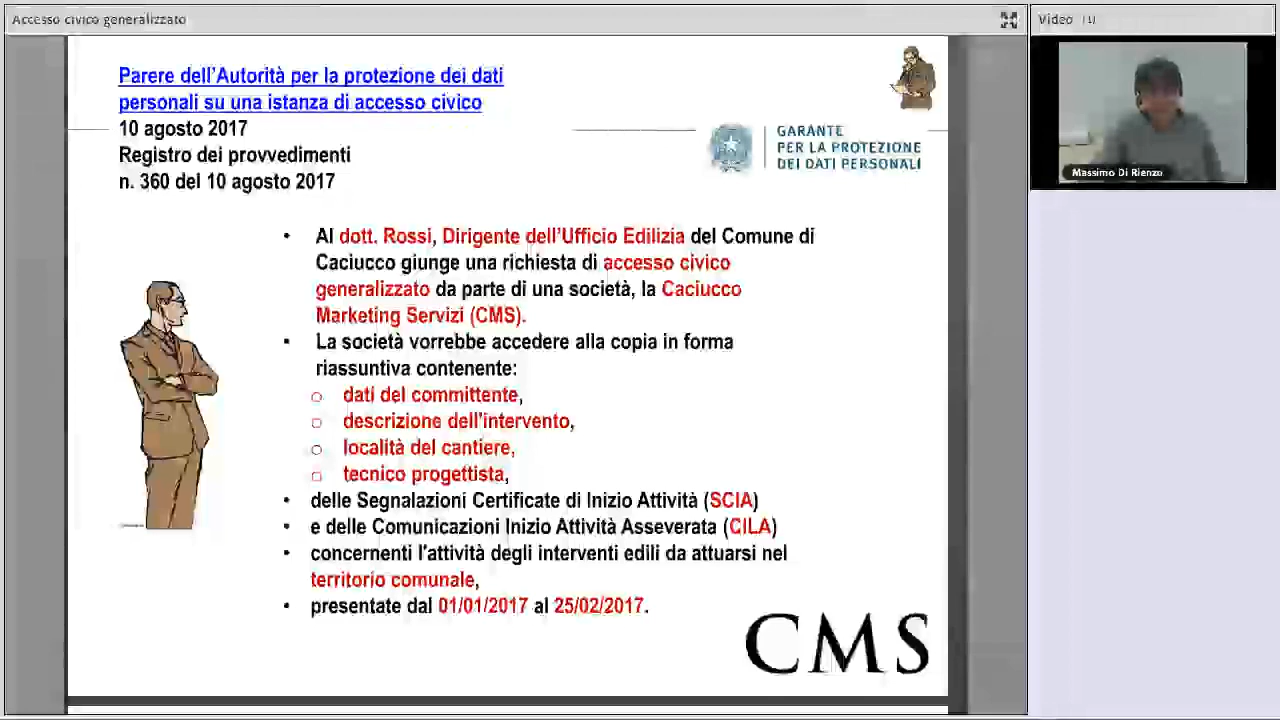 Accesso civico generalizzato
Video (1)
Parere dell'Autorità per la protezione dei dati
personali su una istanza di accesso civico
10 agosto 2017
Registro dei provvedimenti
n. 360 del 10 agosto 2017
GARANTE
PER LA PROTEZIONE
DEI DATI PERSONALI
Massimo Di Rienzo
• Al dott. Rossi, Dirigente dell'Ufficio Edilizia del Comune di
Caciucco giunge una richiesta di accesso civico
generalizzato da parte di una società, la Caciucco
Marketing Servizi (CMS).
• La società vorrebbe accedere alla copia in forma
riassuntiva contenente:
o dati del committente,
o descrizione dell'intervento,
o località del cantiere,
o tecnico progettista,
• delle Segnalazioni Certificate di Inizio Attività (SCIA)
• e delle Comunicazioni Inizio Attività Asseverata (CILA)
• concernenti l'attività degli interventi edili da attuarsi nel
territorio comunale,
• presentate dal 01/01/2017 al 25/02/2017.
CMS